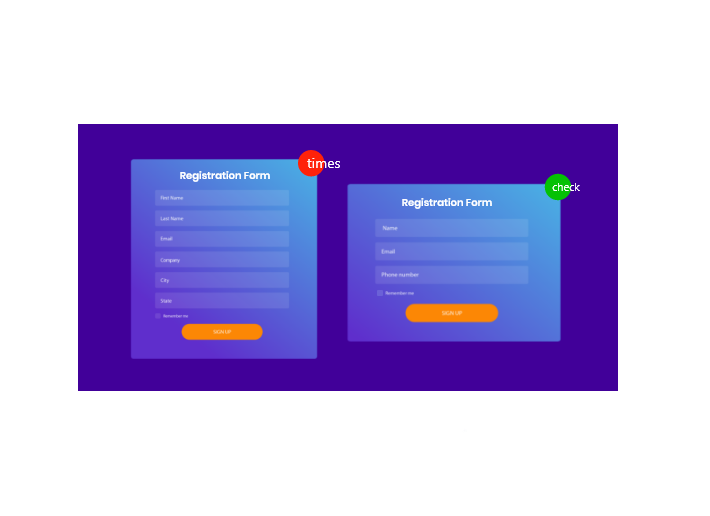 times
Registration Form
First Name
Last Name
Email
Company
City
State
Remember me
SIGN UP
check
Registration Form
Name
Email
Phone number
Remember me
SIGN UP